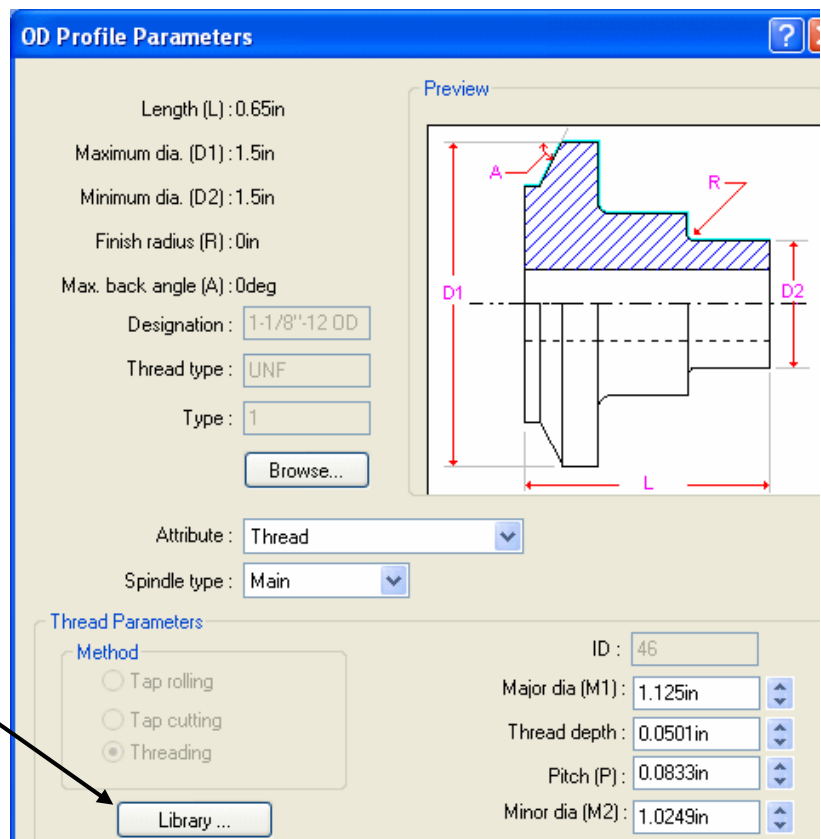 OD Profile Parameters
?
Preview
Length (L) :0.65in
Maximum dia. (D1) :1.5in
Minimum dia. (D2) :1.5in
Finish radius (R) :0in
Max. back angle (A) :0deg
Designation : 1-1/8"-12 OD
Thread type : UNF
Type : 1
Browse...
A
R
D1
D2
L
Attribute : Thread
Spindle type : Main
Thread Parameters
Method
Tap rolling
Tap cutting
Threading
Library ...
ID : 46
Major dia (M1) : 1.125in
Thread depth : 0.0501in
Pitch (P) : 0.0833in
Minor dia (M2) : 1.0249in